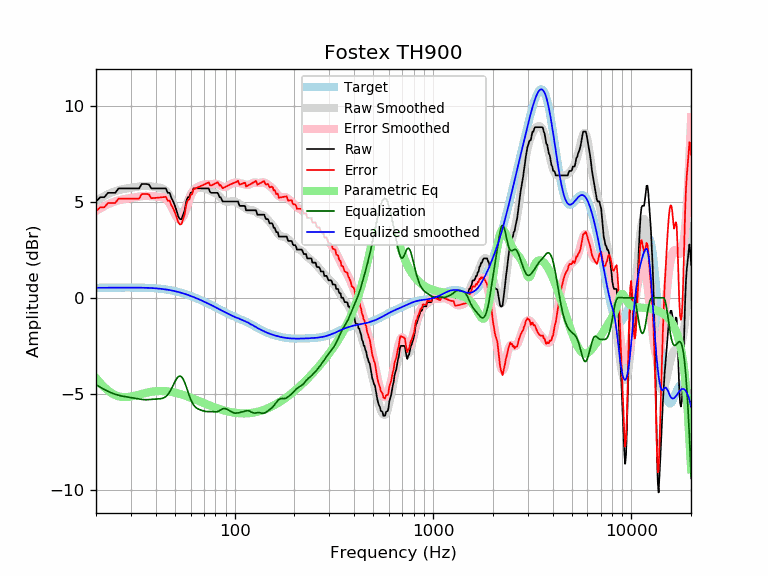 Fostex TH900
Target
Raw Smoothed
Error Smoothed
Raw
Error
Parametric Eq
Equalization
Equalized smoothed
10
5
0
−5
−10
Amplitude (dBr)
100
1000
10000
Frequency (Hz)